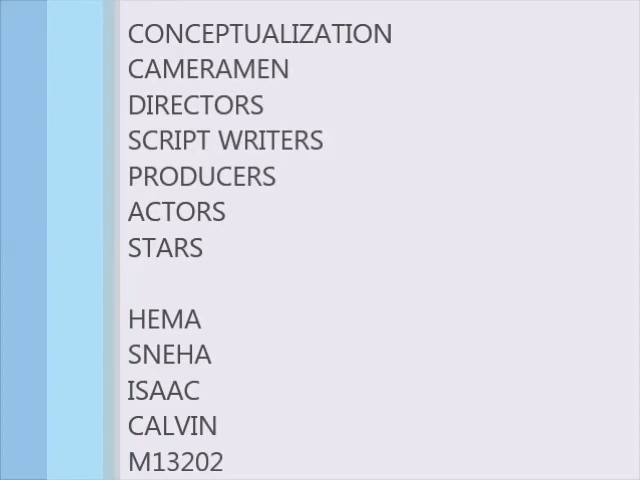 CONCEPTUALIZATION
CAMERAMEN
DIRECTORS
SCRIPT WRITERS
PRODUCERS
ACTORS
STARS
HEMA
SNEHA
ISAAC
CALVIN
M13202